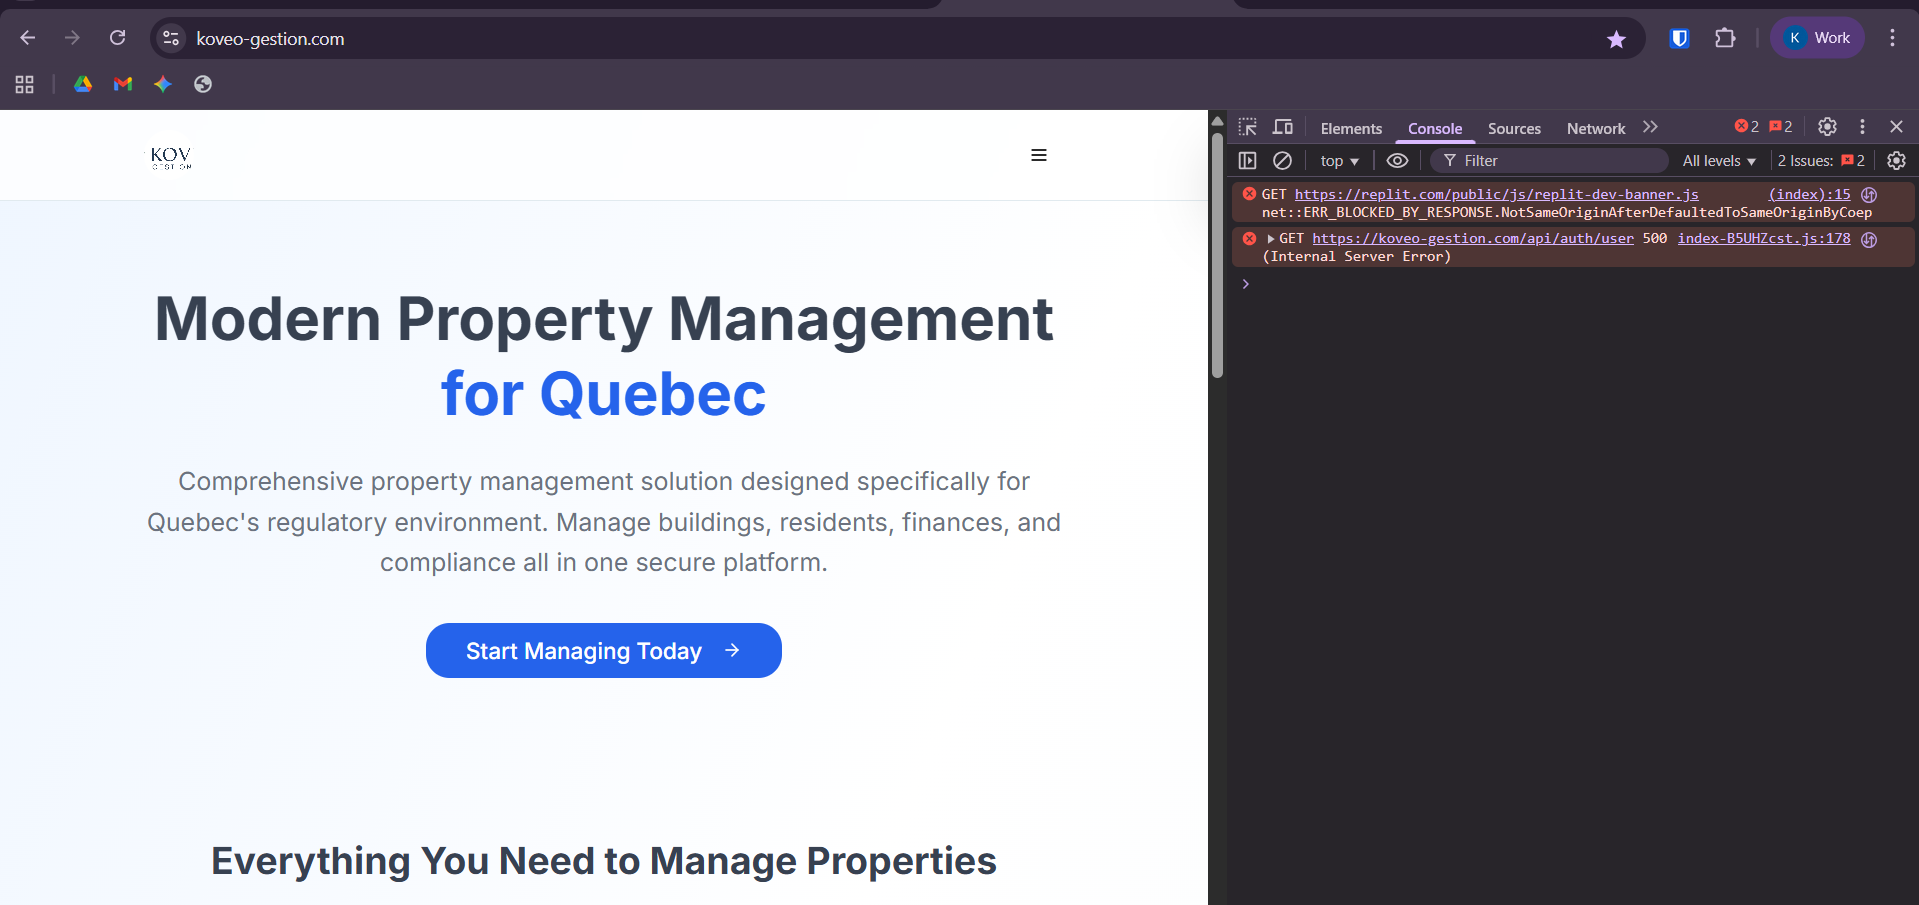 koveo-gestion.com
K Work
KOV
GESTION
Modern Property Management
for Quebec
Comprehensive property management solution designed specifically for
Quebec's regulatory environment. Manage buildings, residents, finances, and
compliance all in one secure platform.
Start Managing Today →
Everything You Need to Manage Properties
Elements Console Sources Network 2 2
top Filter All levels 2 Issues: 2
GET https://replit.com/public/js/replit-dev-banner.js (index):15
net::ERR_BLOCKED_BY_RESPONSE.NotSameOriginAfterDefaultedToSameOriginByCoep
GET https://koveo-gestion.com/api/auth/user 500 index-B5UHZcst.js:178
(Internal Server Error)